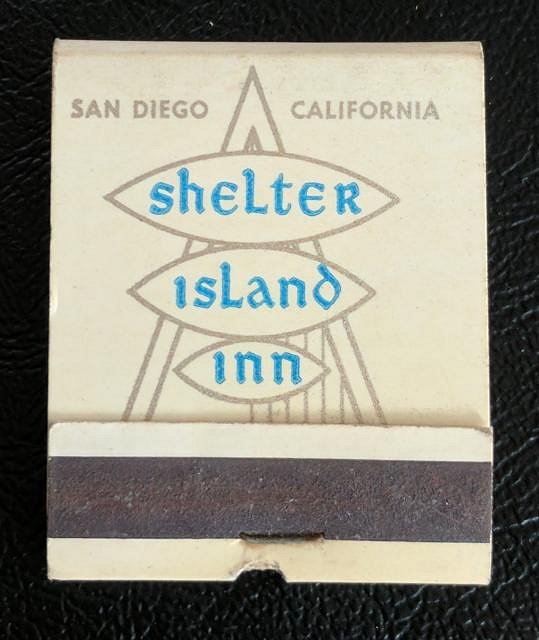 SAN DIEGO CALIFORNIA
shelter
island
inn